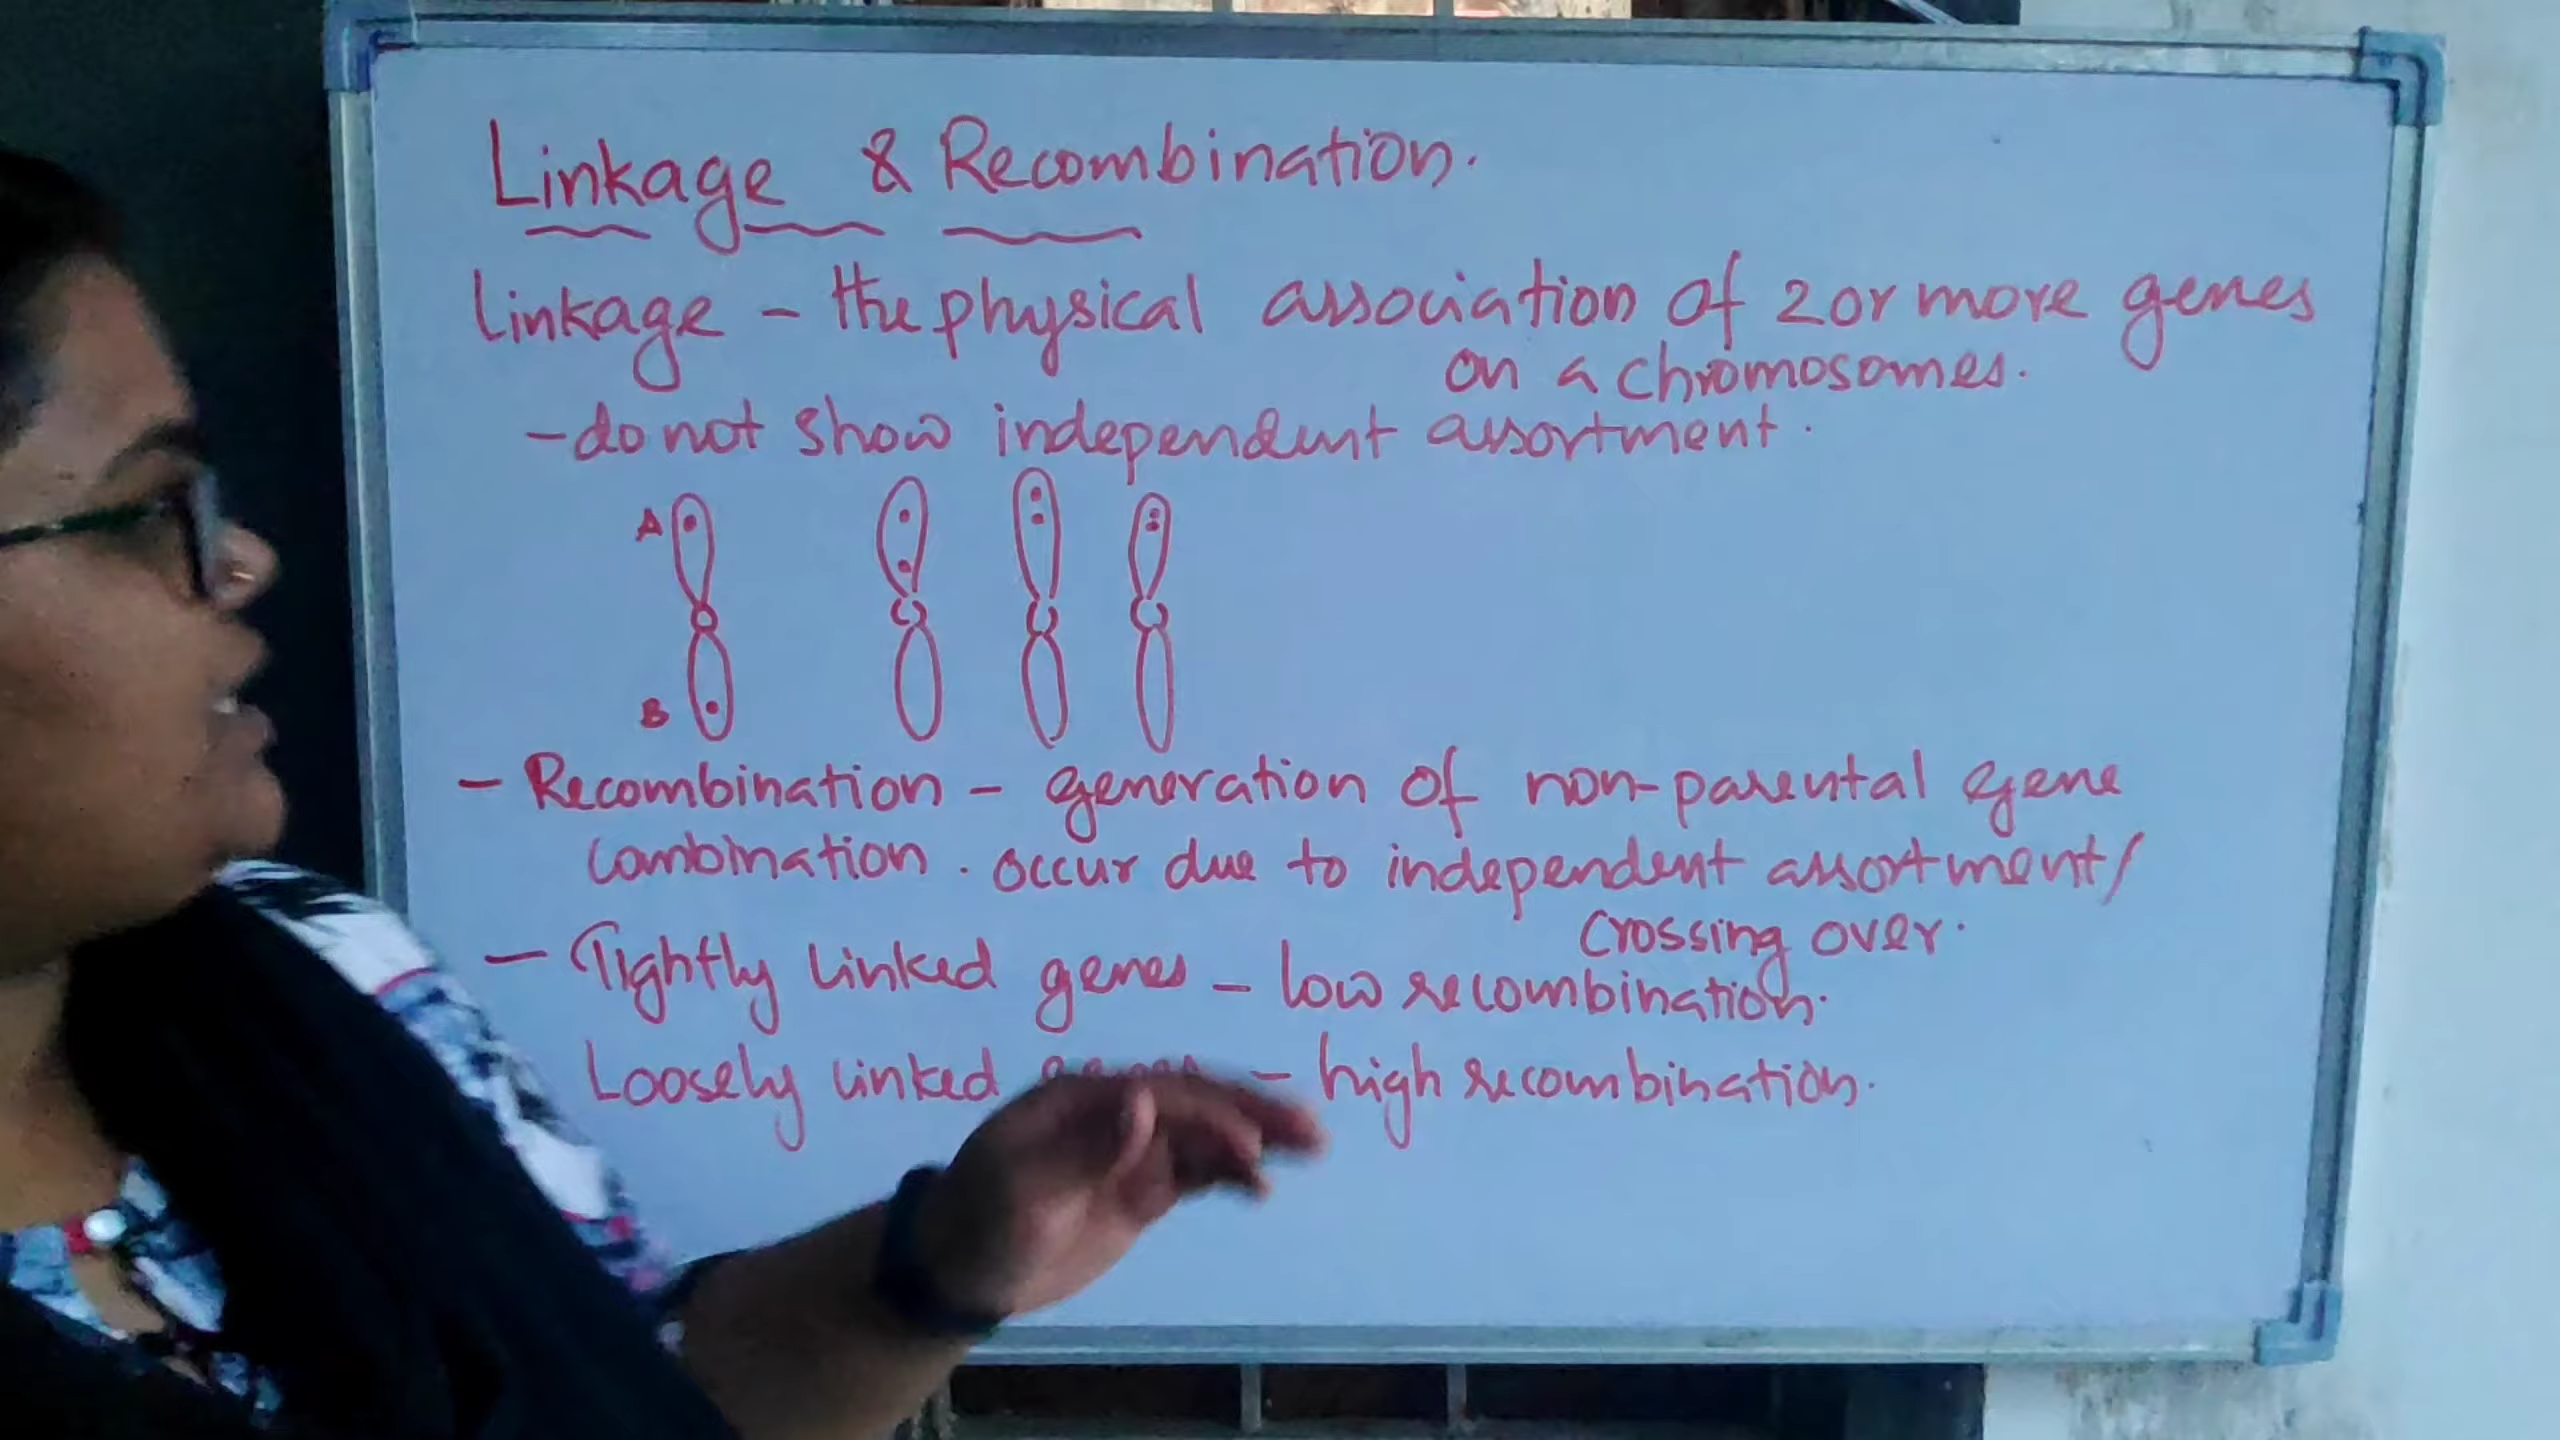 Linkage & Recombination.
Linkage - the physical association of 2 or more genes
on a chromosomes.
- do not show independent assortment.
A
B
- Recombination - generation of non-parental gene
combination. occur due to independent assortment/
crossing over.
- Tightly linked genes - low recombination.
Loosely linked - high recombination.